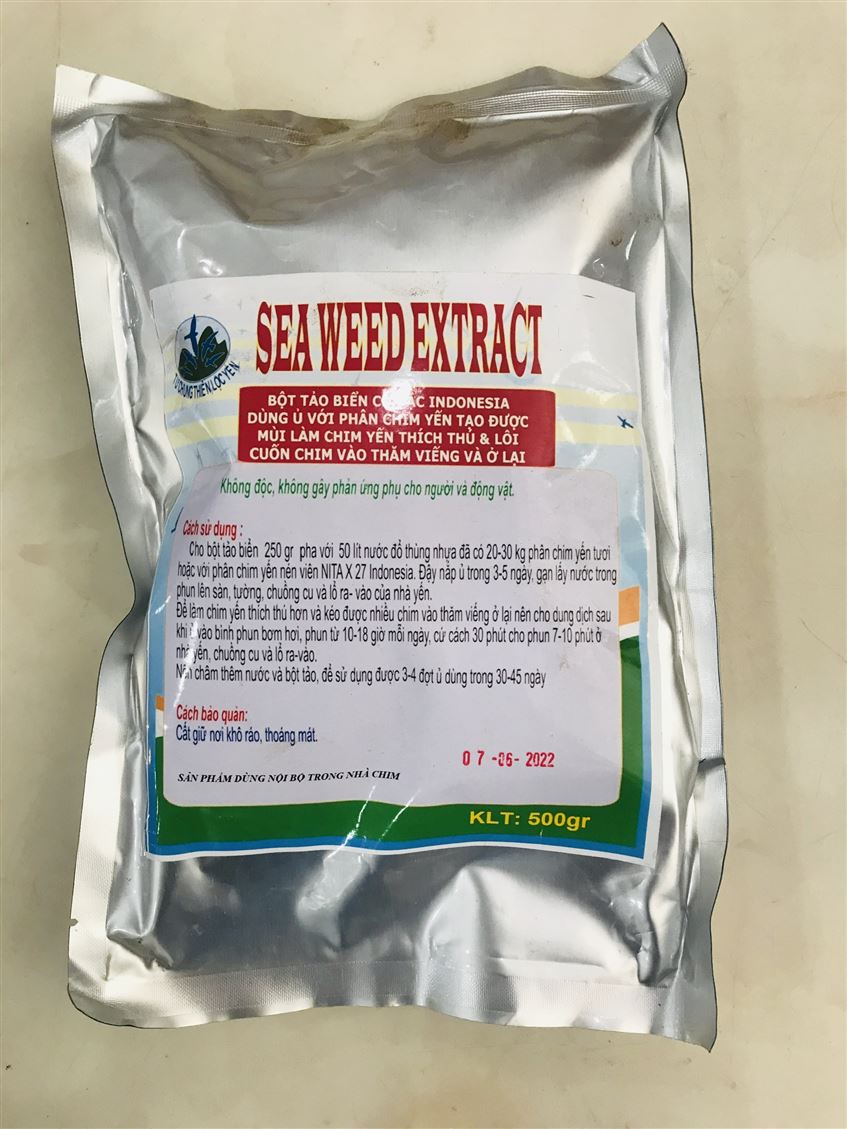 SEA WEED EXTRACT
CHUNG THIÊN LỘC YẾN
BỘT TẢO BIỂN INDONESIA
DÙNG Ủ VỚI PHÂN CHIM YẾN TẠO ĐƯỢC
MÙI LÀM CHIM YẾN THÍCH THỦ & LÔI
CUỐN CHIM VÀO THĂM VIẾNG VÀ Ở LẠI
Không độc, không gây phản ứng phụ cho người và động vật.
Cách sử dụng :
Cho bột tảo biển 250 gr pha với 50 lít nước đổ thùng nhựa đã có 20-30 kg phân chim yến tươi
hoặc với phân chim yến nén viên NITA X 27 Indonesia. Đậy nắp ủ trong 3-5 ngày, gạn lấy nước trong
phun lên sàn, tường, chuồng cu và lổ ra- vào của nhà yến.
Để làm chim yến thích thú hơn và kéo được nhiều chim vào thăm viếng ở lại nên cho dung dịch sau
khi ủ vào bình phun bơm hơi, phun từ 10-18 giờ mỗi ngày, cứ cách 30 phút cho phun 7-10 phút ở
nhà yến, chuồng cu và lổ ra-vào.
Nên châm thêm nước và bột tảo, để sử dụng được 3-4 đợt ủ dùng trong 30-45 ngày
Cách bảo quản:
Cất giữ nơi khô ráo, thoáng mát.
07-06-2022
SẢN PHẨM DÙNG NỘI BỘ TRONG NHÀ CHIM
KLT: 500gr